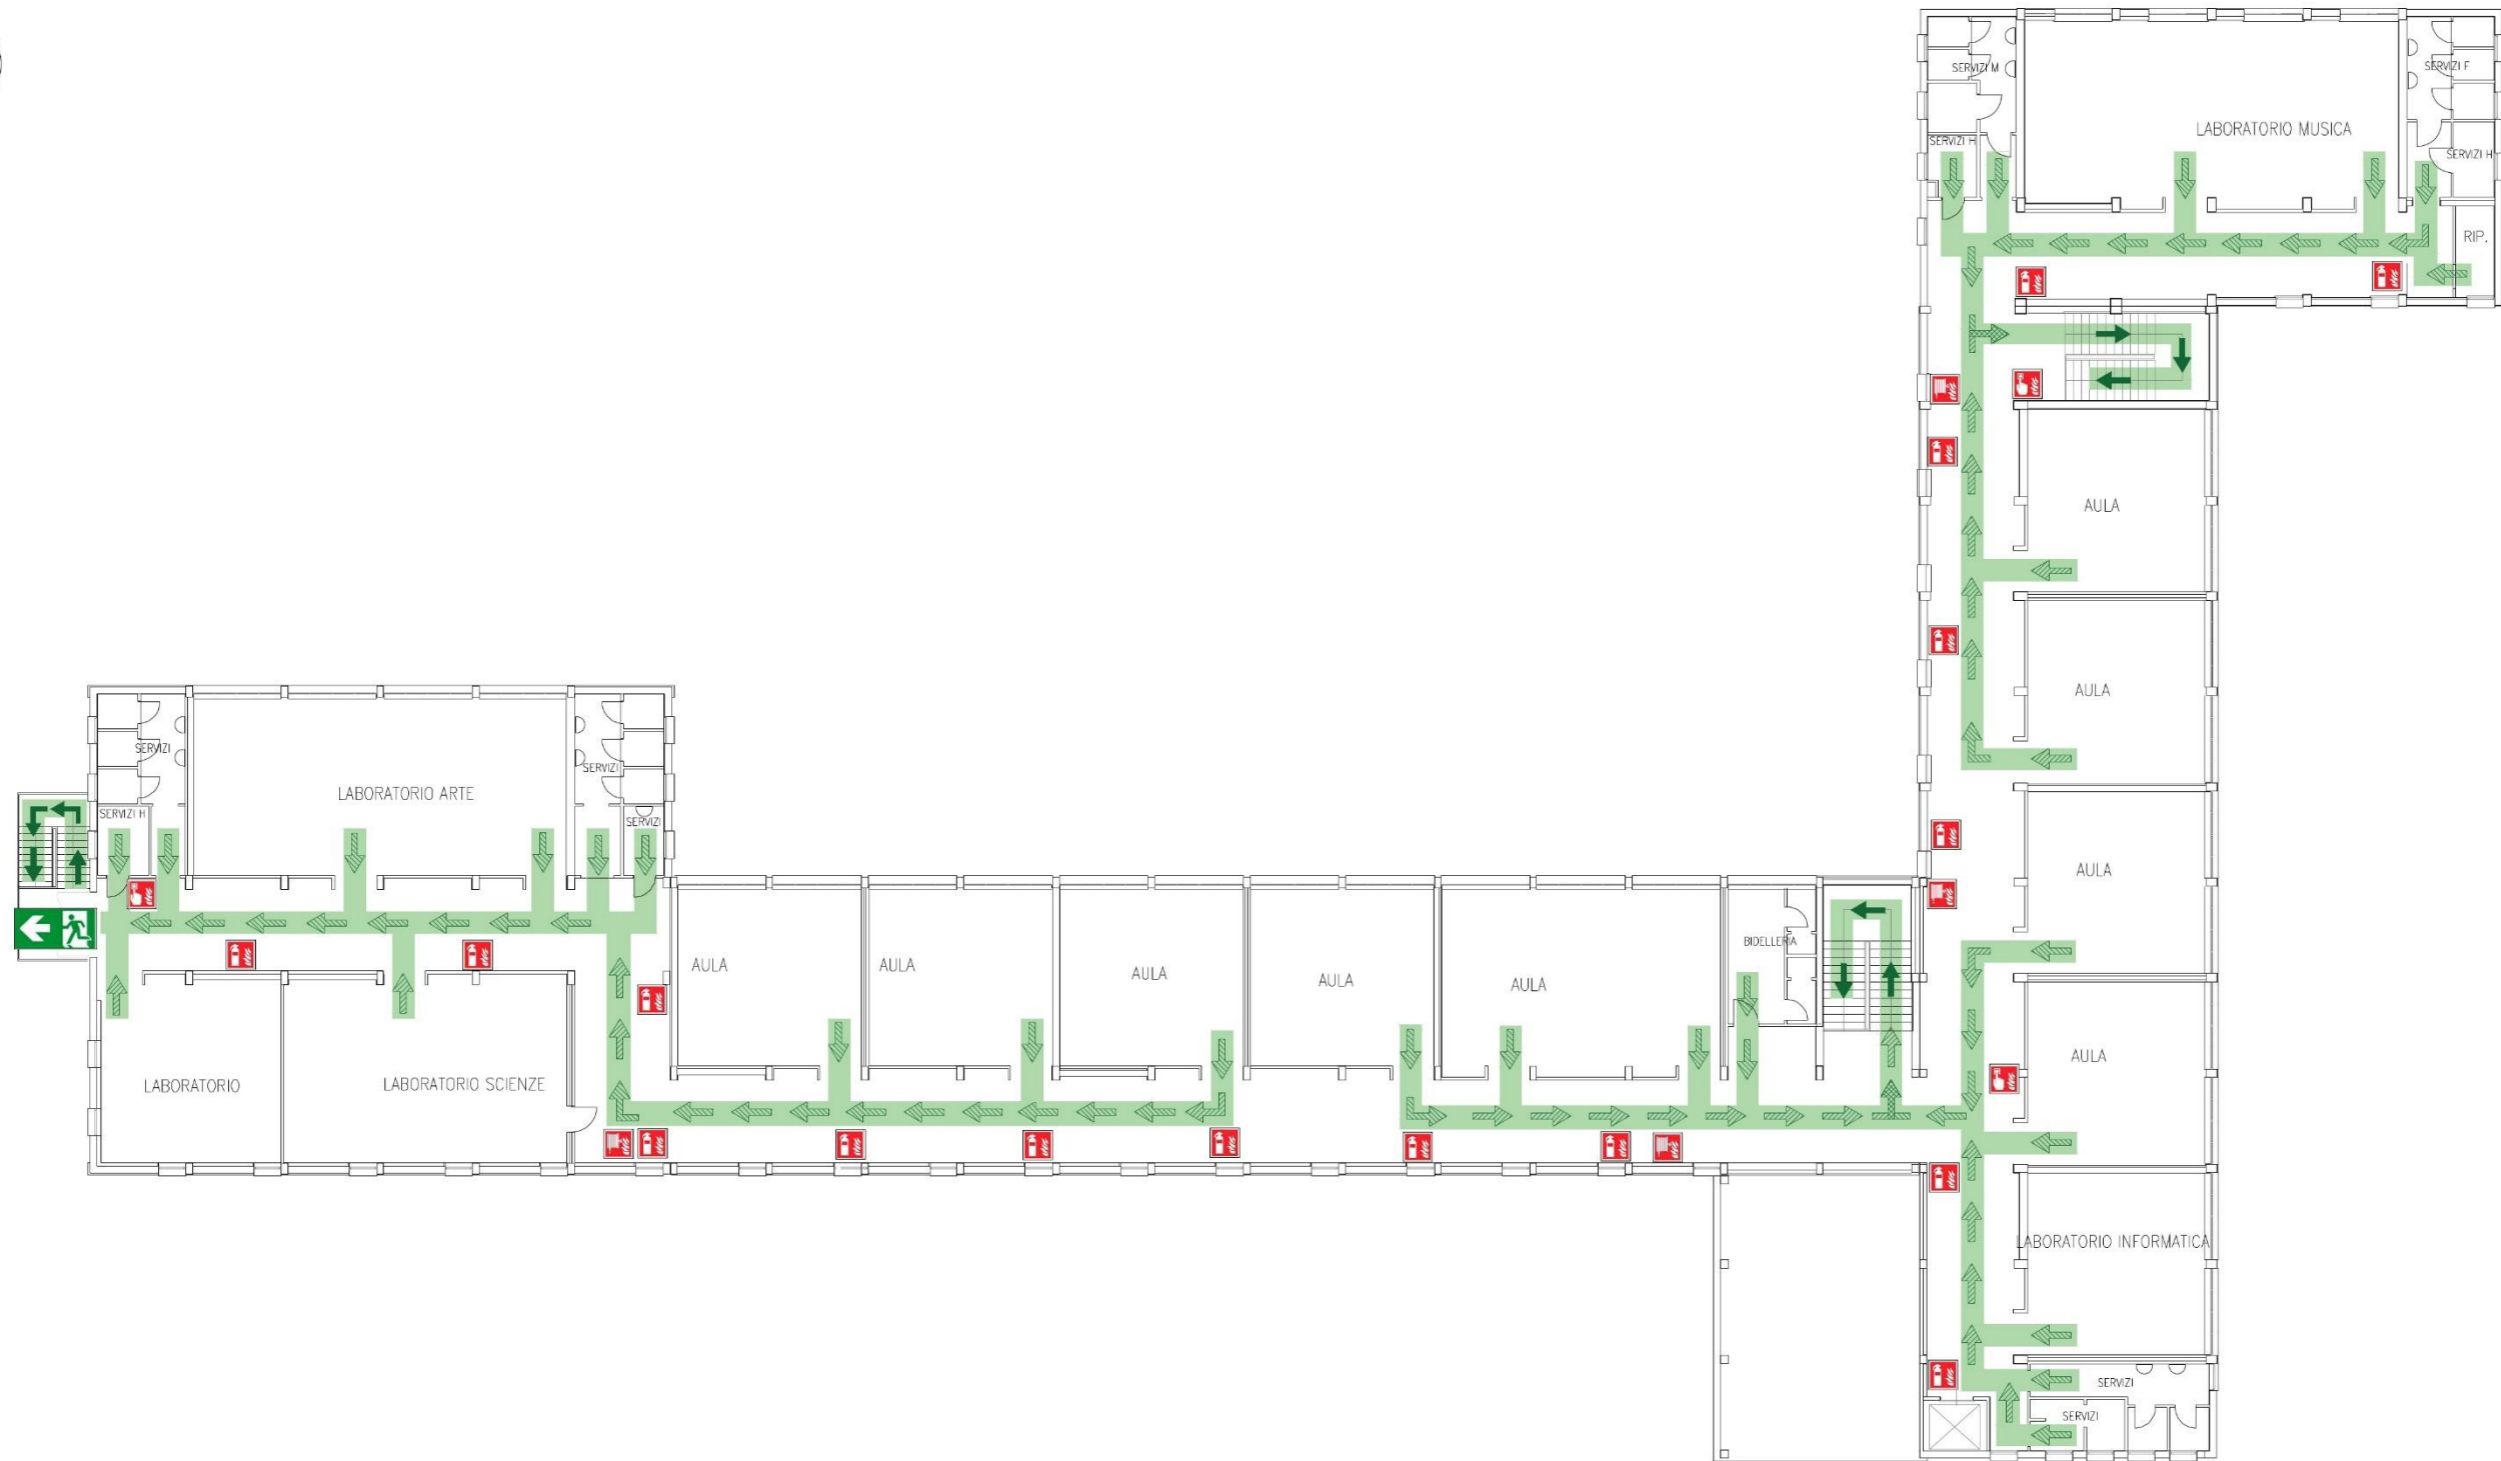 SERVIZI M
SERVIZI F
LABORATORIO MUSICA
SERVIZI H
SERVIZI H
RIP.
AULA
AULA
SERVIZI
SERVIZI
LABORATORIO ARTE
SERVIZI H
SERVIZI
AULA
BIDELLERIA
AULA
AULA
AULA
AULA
AULA
AULA
LABORATORIO
LABORATORIO SCIENZE
LABORATORIO INFORMATICA
SERVIZI
SERVIZI